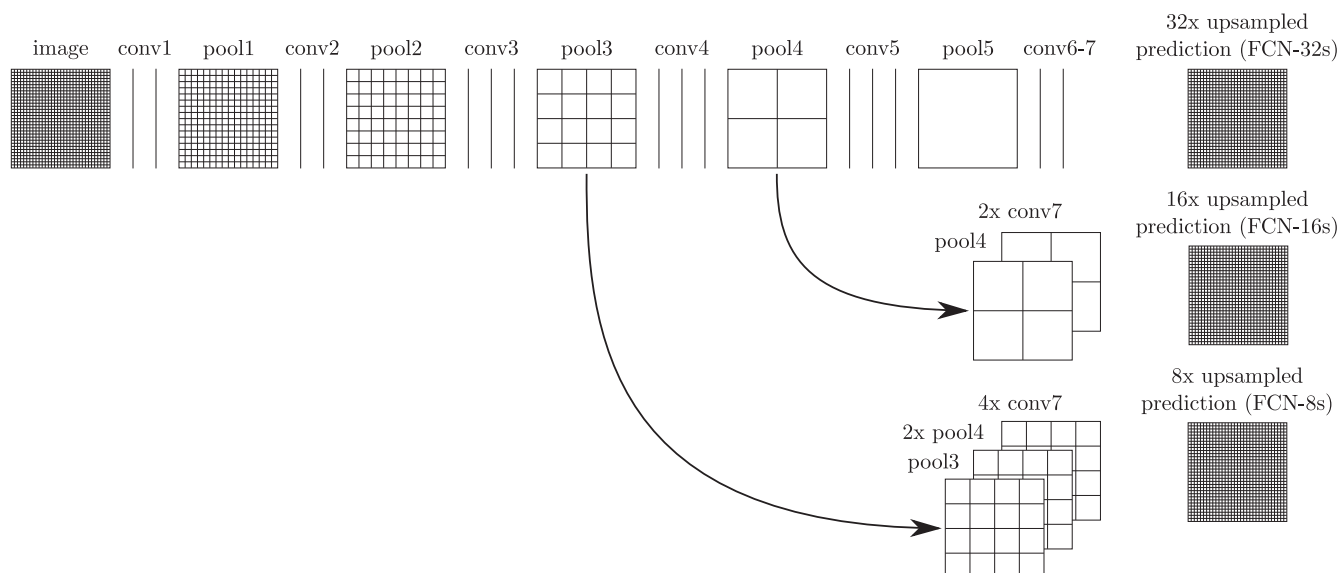 32x upsampled
image conv1 pool1 conv2 pool2 conv3 pool3 conv4 pool4 conv5 pool5 conv6-7 prediction (FCN-32s)
16x upsampled
2x conv7 prediction (FCN-16s)
pool4
8x upsampled
4x conv7 prediction (FCN-8s)
2x pool4
pool3